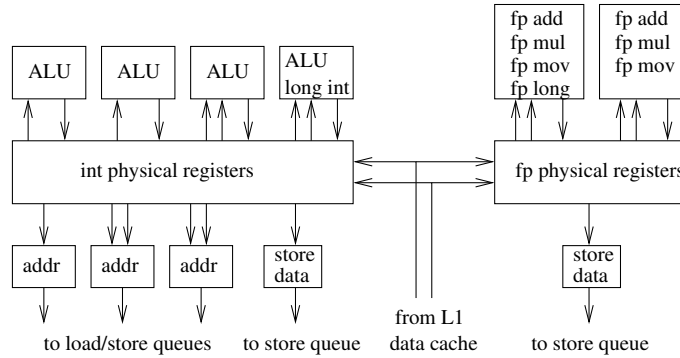 ALU
ALU
ALU
ALU
long int
fp add
fp mul
fp mov
fp long
fp add
fp mul
fp mov
int physical registers
fp physical registers
addr
addr
addr
store
data
store
data
to load/store queues
to store queue
from L1
data cache
to store queue